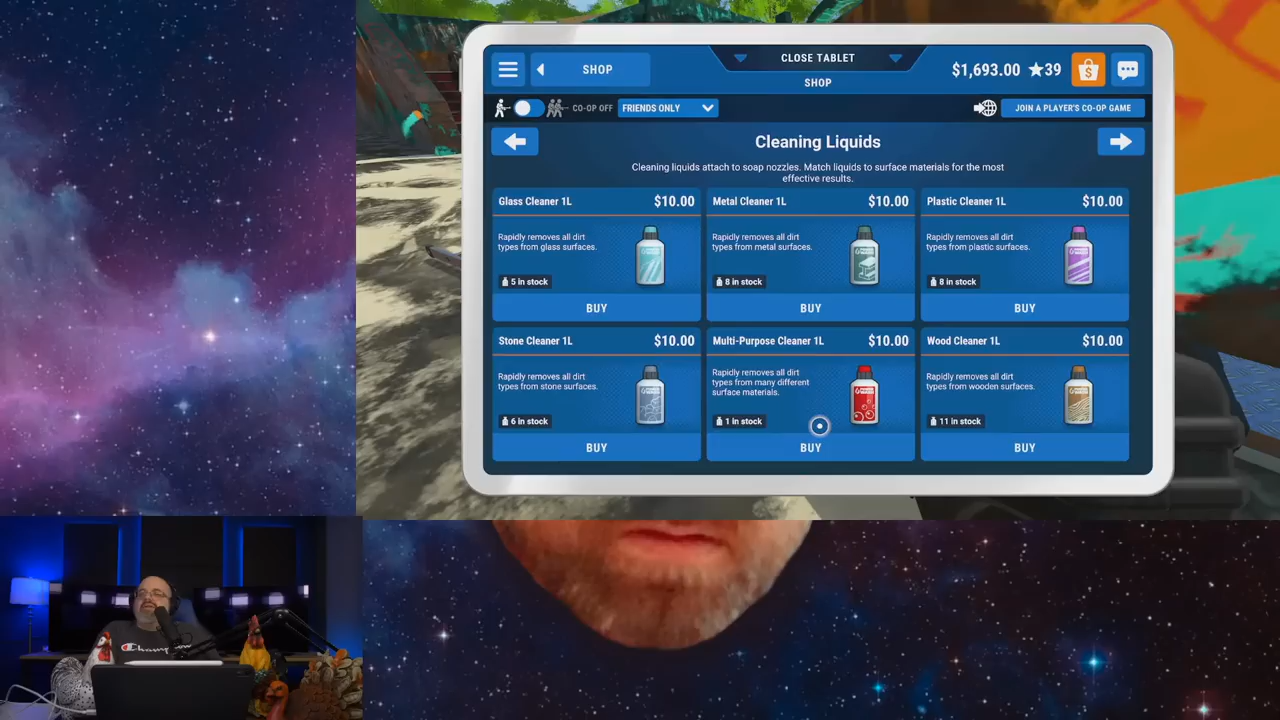 SHOP
CLOSE TABLET
$1,693.00 ★39
SHOP
CO-OP OFF
FRIENDS ONLY
JOIN A PLAYER'S CO-OP GAME
Cleaning Liquids
Cleaning liquids attach to soap nozzles. Match liquids to surface materials for the most
effective results.
Glass Cleaner 1L $10.00
Rapidly removes all dirt
types from glass surfaces.
5 in stock
BUY
Metal Cleaner 1L $10.00
Rapidly removes all dirt
types from metal surfaces.
8 in stock
BUY
Plastic Cleaner 1L $10.00
Rapidly removes all dirt
types from plastic surfaces.
8 in stock
BUY
Stone Cleaner 1L $10.00
Rapidly removes all dirt
types from stone surfaces.
6 in stock
BUY
Multi-Purpose Cleaner 1L $10.00
Rapidly removes all dirt
types from many different
surface materials.
1 in stock
BUY
Wood Cleaner 1L $10.00
Rapidly removes all dirt
types from wooden surfaces.
11 in stock
BUY
Champion